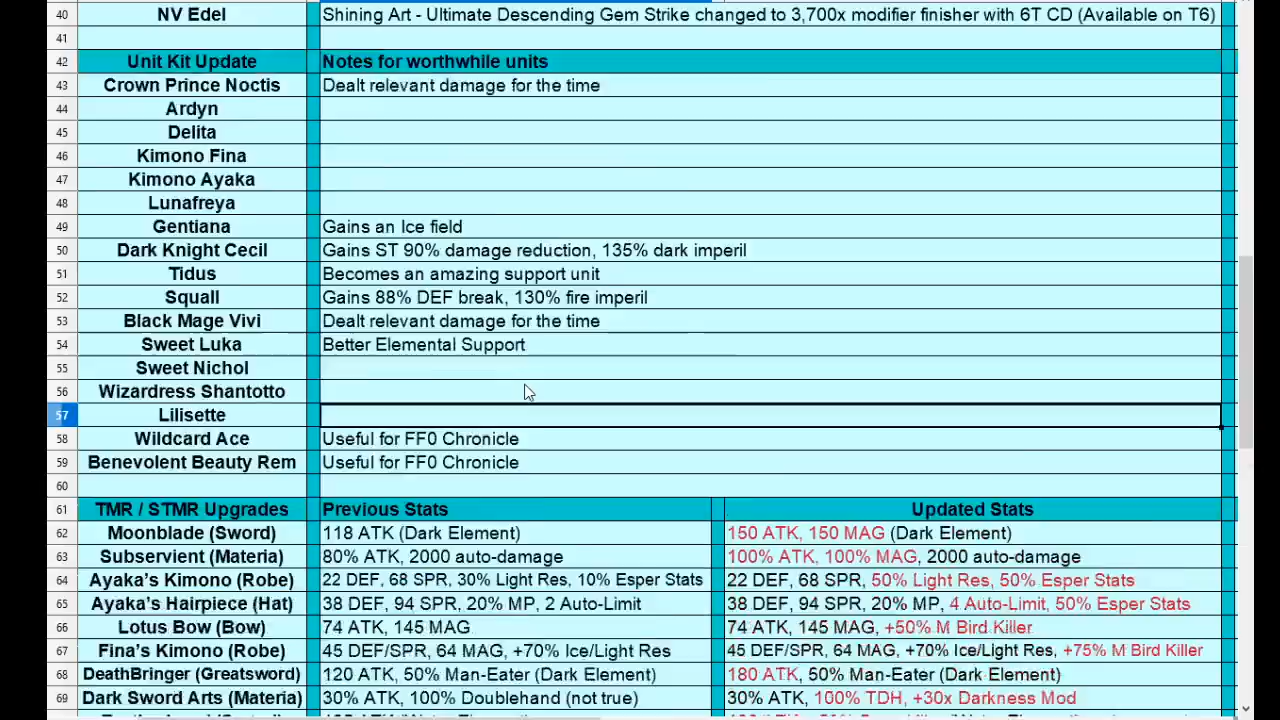 40 NV Edel Shining Art - Ultimate Descending Gem Strike changed to 3,700x modifier finisher with 6T CD (Available on T6)
41
42 Unit Kit Update Notes for worthwhile units
43 Crown Prince Noctis Dealt relevant damage for the time
44 Ardyn
45 Delita
46 Kimono Fina
47 Kimono Ayaka
48 Lunafreya
49 Gentiana Gains an Ice field
50 Dark Knight Cecil Gains ST 90% damage reduction, 135% dark imperil
51 Tidus Becomes an amazing support unit
52 Squall Gains 88% DEF break, 130% fire imperil
53 Black Mage Vivi Dealt relevant damage for the time
54 Sweet Luka Better Elemental Support
55 Sweet Nichol
56 Wizardress Shantotto
57 Lilisette
58 Wildcard Ace Useful for FF0 Chronicle
59 Benevolent Beauty Rem Useful for FF0 Chronicle
60
61 TMR / STMR Upgrades Previous Stats Updated Stats
62 Moonblade (Sword) 118 ATK (Dark Element) 150 ATK, 150 MAG (Dark Element)
63 Subservient (Materia) 80% ATK, 2000 auto-damage 100% ATK, 100% MAG, 2000 auto-damage
64 Ayaka's Kimono (Robe) 22 DEF, 68 SPR, 30% Light Res, 10% Esper Stats 22 DEF, 68 SPR, 50% Light Res, 50% Esper Stats
65 Ayaka's Hairpiece (Hat) 38 DEF, 94 SPR, 20% MP, 2 Auto-Limit 38 DEF, 94 SPR, 20% MP, 4 Auto-Limit, 50% Esper Stats
66 Lotus Bow (Bow) 74 ATK, 145 MAG 74 ATK, 145 MAG, +50% M Bird Killer
67 Fina's Kimono (Robe) 45 DEF/SPR, 64 MAG, +70% Ice/Light Res 45 DEF/SPR, 64 MAG, +70% Ice/Light Res, +75% M Bird Killer
68 DeathBringer (Greatsword) 120 ATK, 50% Man-Eater (Dark Element) 180 ATK, 50% Man-Eater (Dark Element)
69 Dark Sword Arts (Materia) 30% ATK, 100% Doublehand (not true) 30% ATK, 100% TDH, +30x Darkness Mod